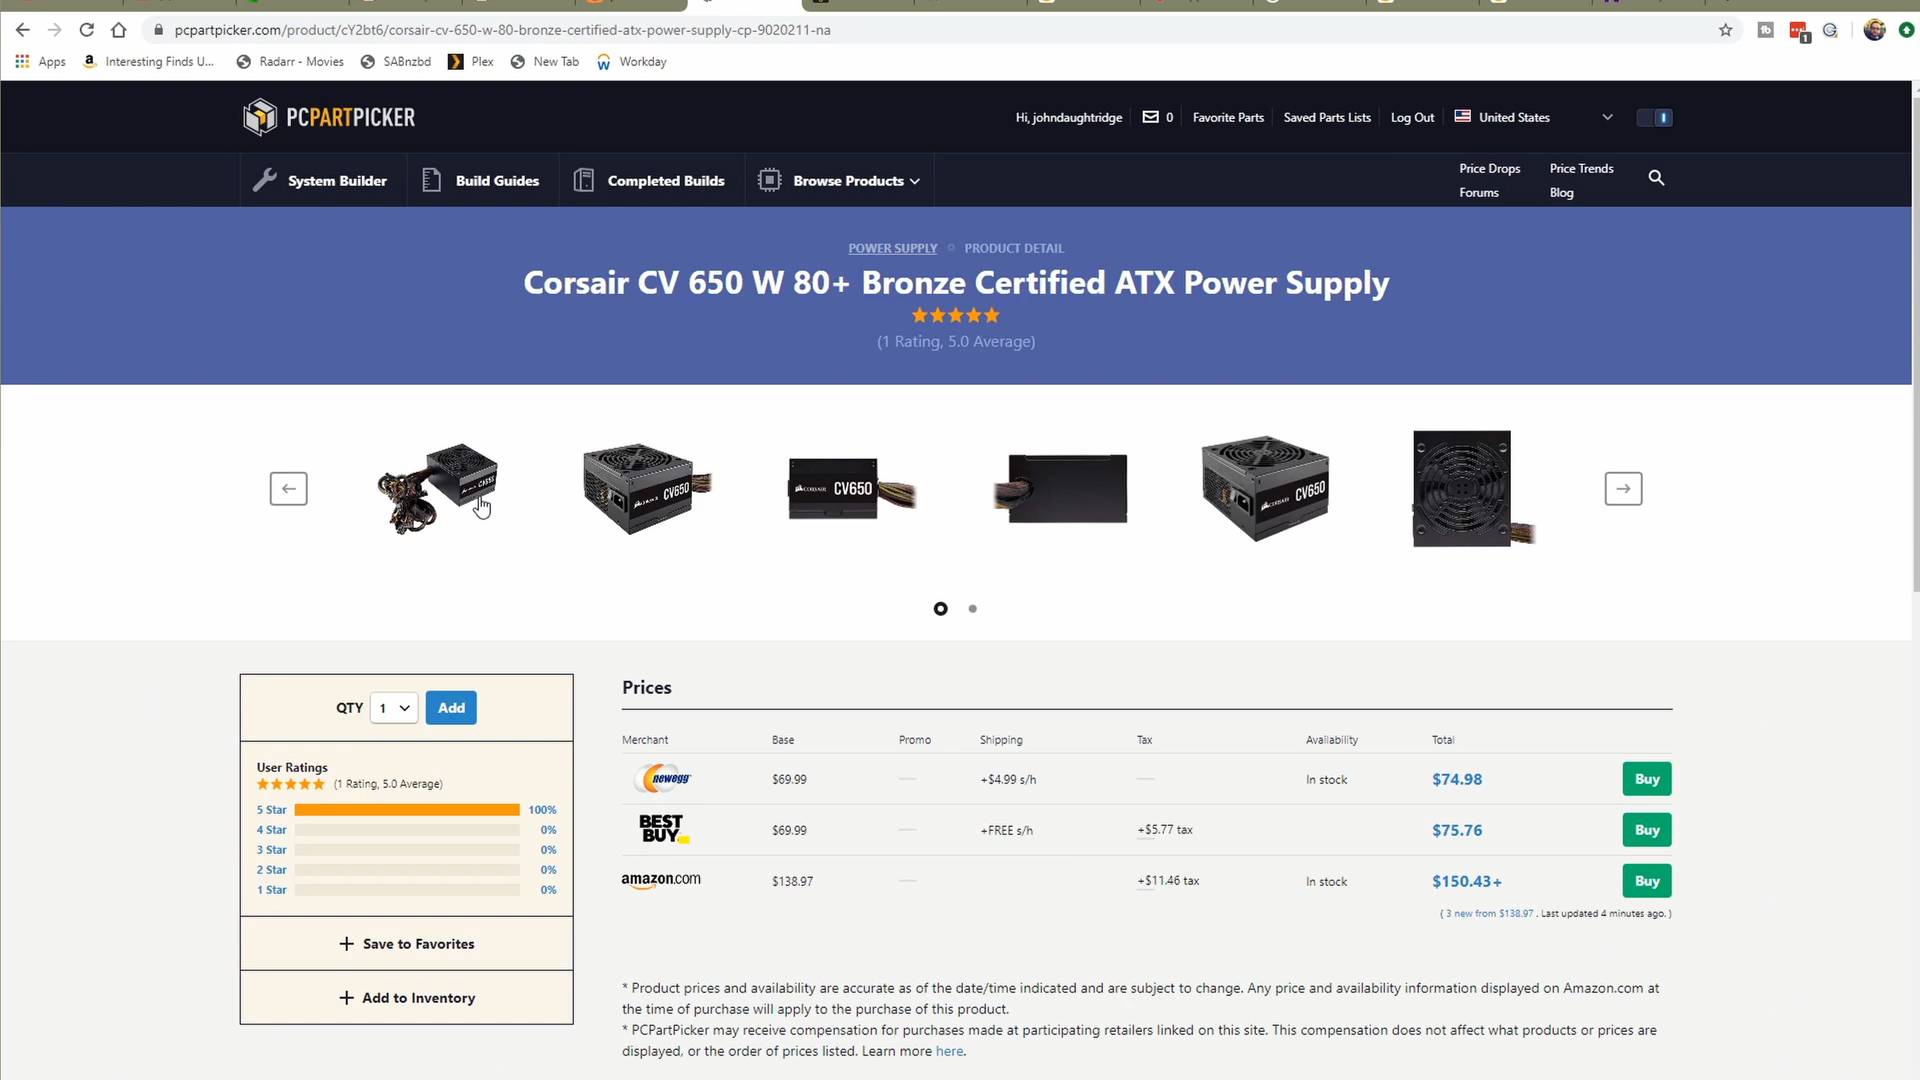 pcpartpicker.com/product/cY2bt6/corsair-cv-650-w-80-bronze-certified-atx-power-supply-cp-9020211-na
1
Apps
Interesting Finds U...
Radarr - Movies
SABnzbd
Plex
New Tab
Workday
PCPARTPICKER
Hi, johndaughtridge
0
Favorite Parts
Saved Parts Lists
Log Out
United States
System Builder
Build Guides
Completed Builds
Browse Products
Price Drops
Price Trends
Forums
Blog
POWER SUPPLY
PRODUCT DETAIL
Corsair CV 650 W 80+ Bronze Certified ATX Power Supply
(1 Rating, 5.0 Average)
CV650
CV650
CORSAIR CV650
CORSAIR CV650
QTY 1 Add
User Ratings
(1 Rating, 5.0 Average)
5 Star 100%
4 Star 0%
3 Star 0%
2 Star 0%
1 Star 0%
+ Save to Favorites
+ Add to Inventory
Prices
Merchant Base Promo Shipping Tax Availability Total
newegg $69.99 — +$4.99 s/h — In stock $74.98 Buy
BEST BUY $69.99 — +FREE s/h +$5.77 tax $75.76 Buy
amazon.com $138.97 — +$11.46 tax In stock $150.43+ Buy
( 3 new from $138.97 . Last updated 4 minutes ago. )
* Product prices and availability are accurate as of the date/time indicated and are subject to change. Any price and availability information displayed on Amazon.com at
the time of purchase will apply to the purchase of this product.
* PCPartPicker may receive compensation for purchases made at participating retailers linked on this site. This compensation does not affect what products or prices are
displayed, or the order of prices listed. Learn more here.